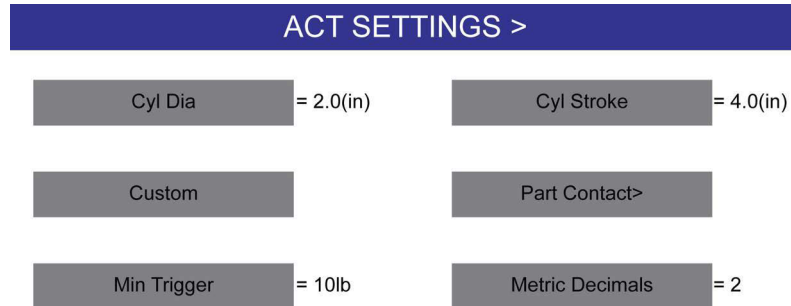 ACT SETTINGS >
Cyl Dia = 2.0(in) Cyl Stroke = 4.0(in)
Custom Part Contact>
Min Trigger = 10lb Metric Decimals = 2